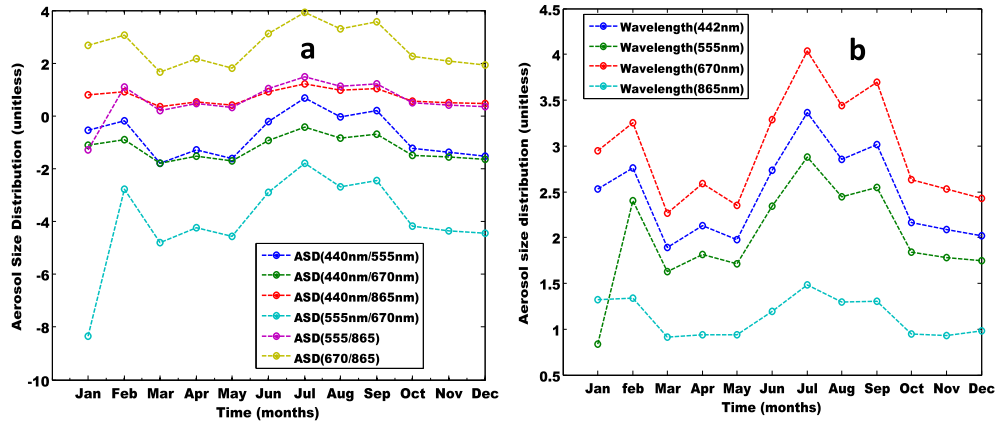 a
Aerosol Size Distribution (unitless)
4
2
0
-2
-4
-6
-8
-10
ASD(440nm/555nm)
ASD(440nm/670nm)
ASD(440nm/865nm)
ASD(555nm/670nm)
ASD(555/865)
ASD(670/865)
Jan Feb Mar Apr May Jun Jul Aug Sep Oct Nov Dec
Time (months)
b
Aerosol size distribution (unitless)
4.5
4
3.5
3
2.5
2
1.5
1
0.5
Wavelength(442nm)
Wavelength(555nm)
Wavelength(670nm)
Wavelength(865nm)
Jan feb Mar Apr May Jun Jul Aug Sep Oct Nov Dec
Time (months)